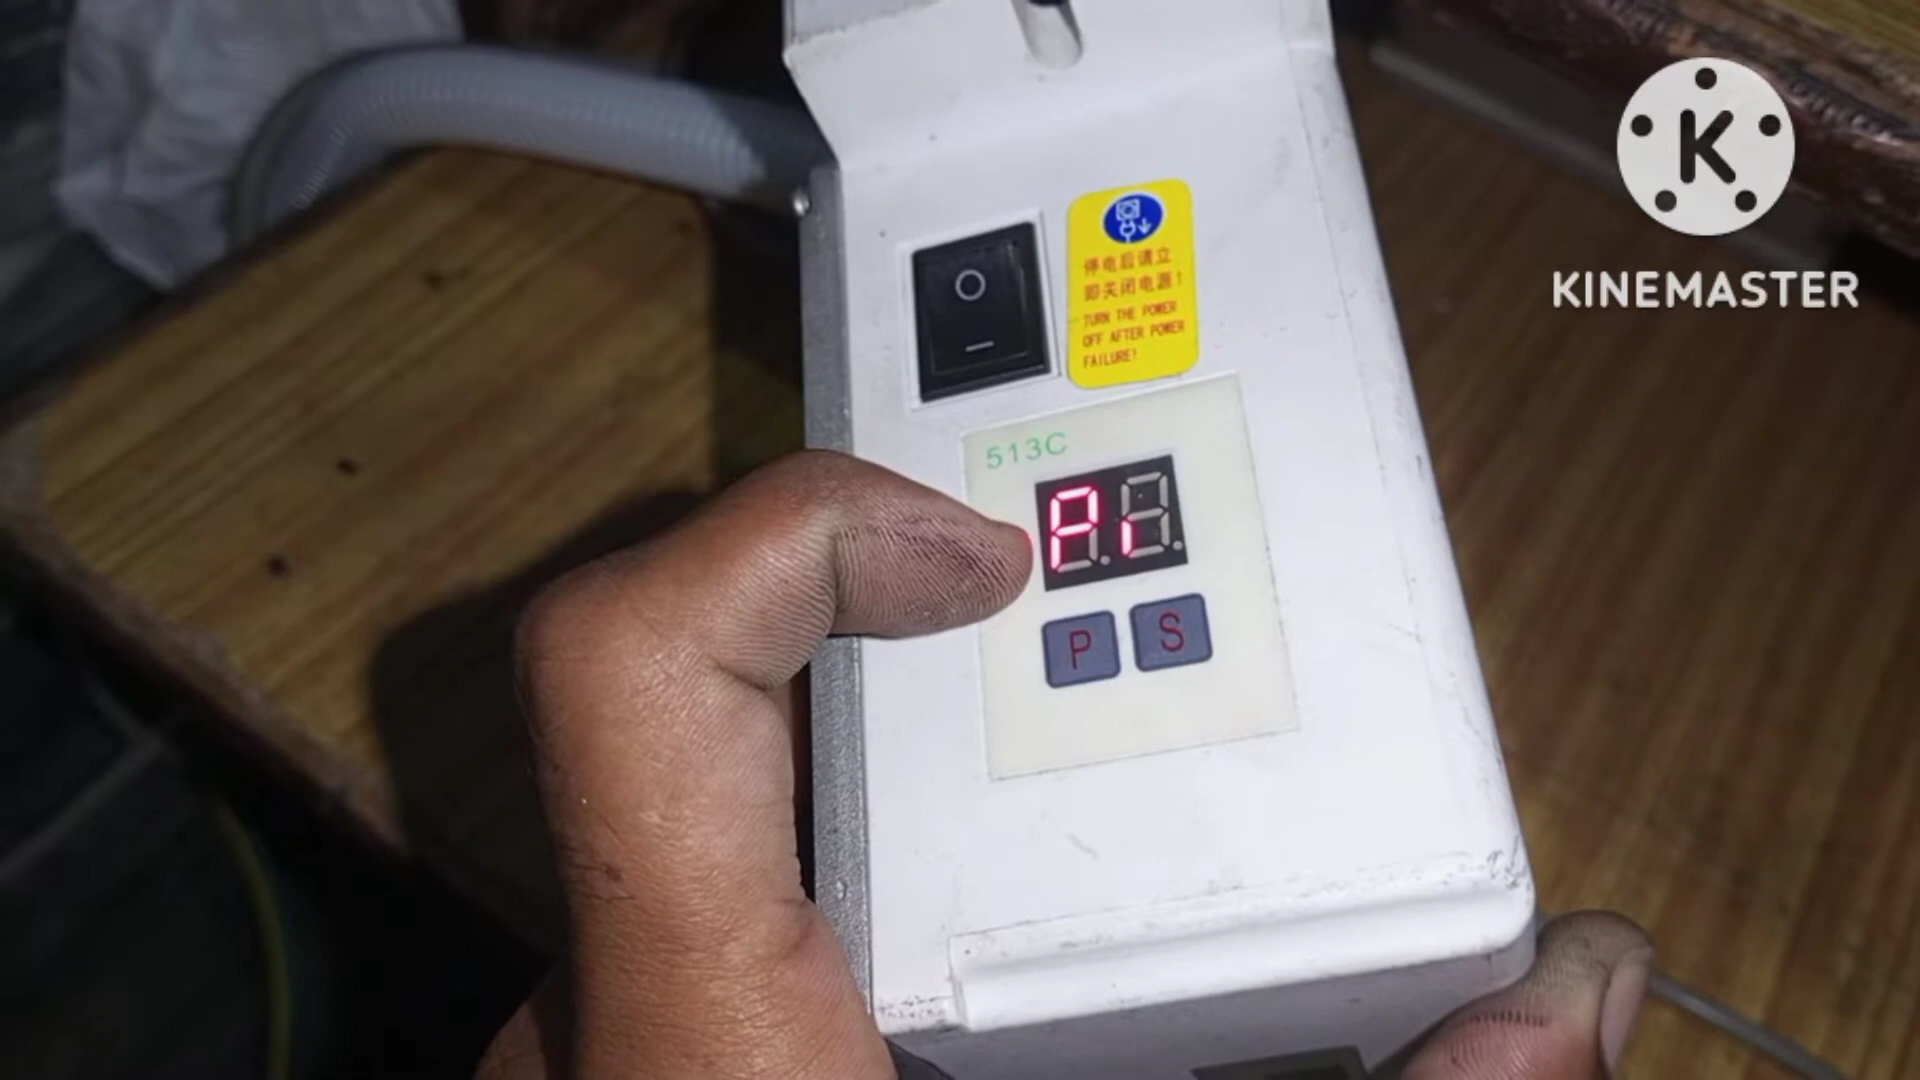 K
KINEMASTER
停电后请立
即关闭电源！
TURN THE POWER
OFF AFTER POWER
FAILURE!
513C
Pi
P S